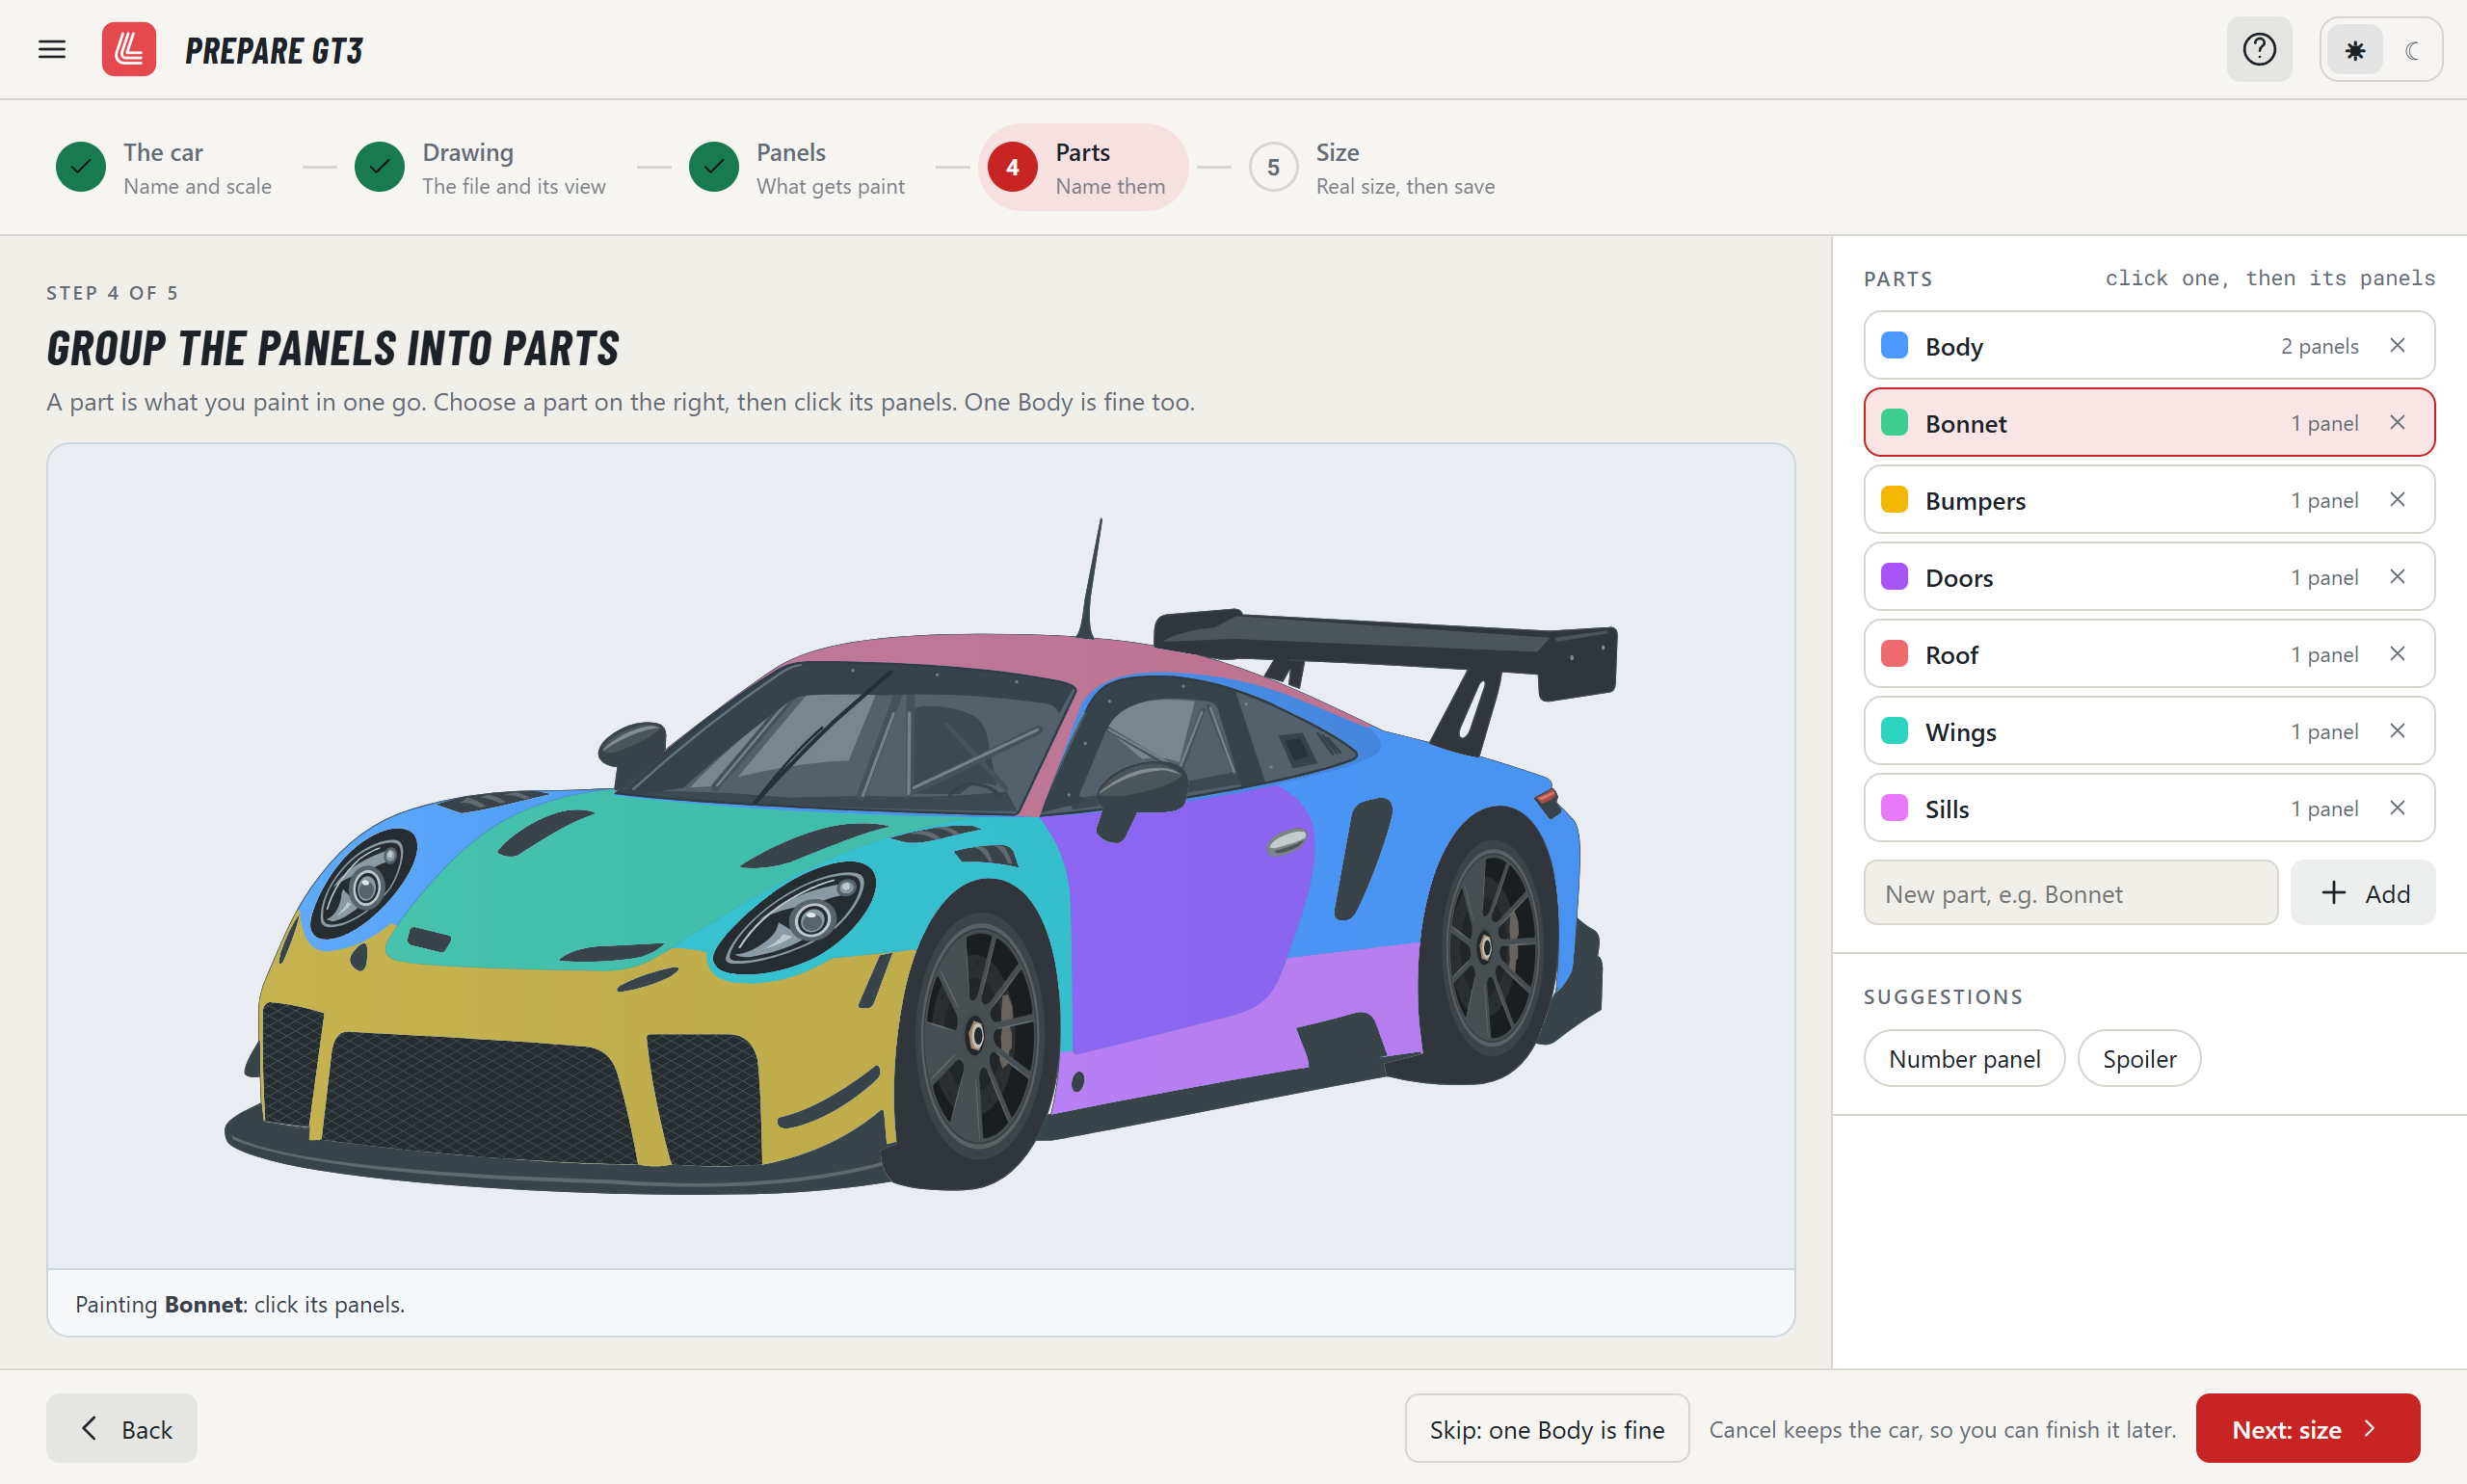 PREPARE GT3
The car
Name and scale
Drawing
The file and its view
Panels
What gets paint
4
Parts
Name them
5
Size
Real size, then save
STEP 4 OF 5
GROUP THE PANELS INTO PARTS
A part is what you paint in one go. Choose a part on the right, then click its panels. One Body is fine too.
Painting Bonnet: click its panels.
PARTS
click one, then its panels
Body 2 panels
Bonnet 1 panel
Bumpers 1 panel
Doors 1 panel
Roof 1 panel
Wings 1 panel
Sills 1 panel
New part, e.g. Bonnet
Add
SUGGESTIONS
Number panel
Spoiler
Back
Skip: one Body is fine
Cancel keeps the car, so you can finish it later.
Next: size